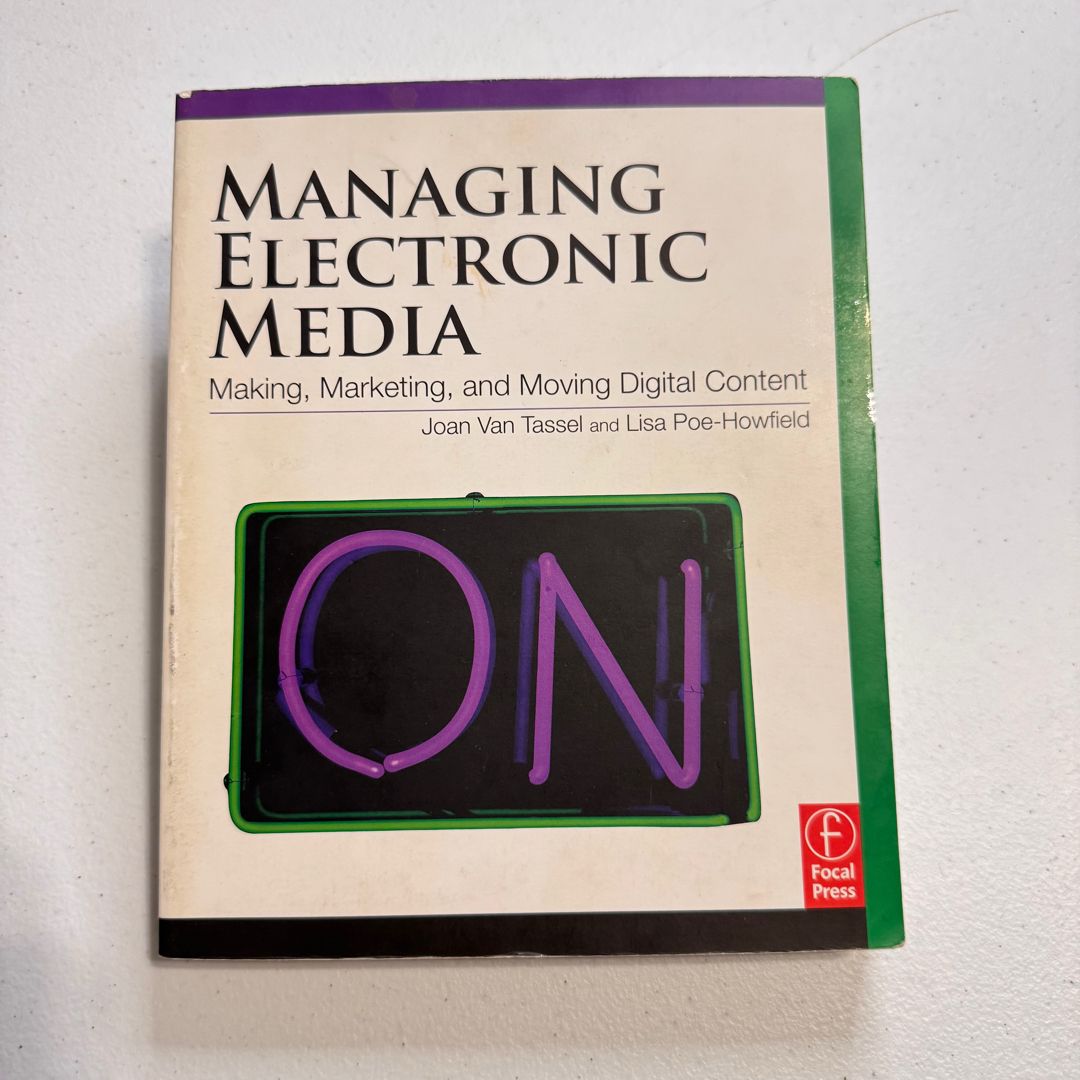 MANAGING
ELECTRONIC
MEDIA
Making, Marketing, and Moving Digital Content
Joan Van Tassel and Lisa Poe-Howfield
ON
f
Focal
Press